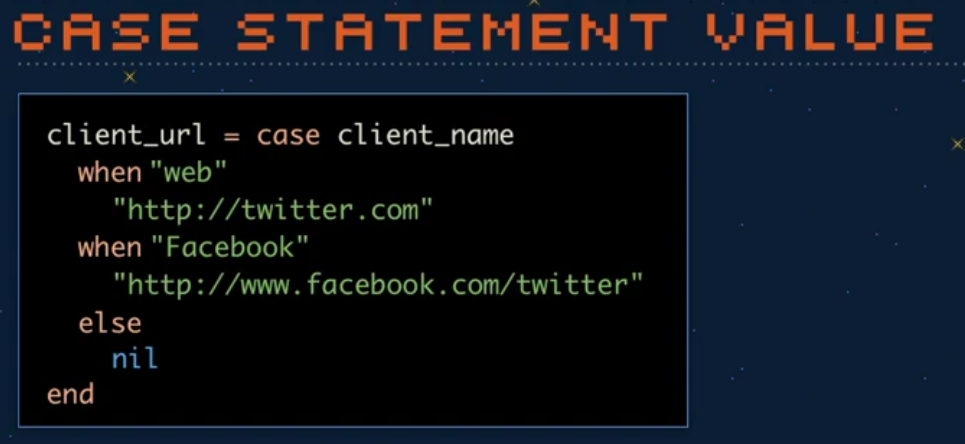 CASE STATEMENT VALUE
client_url = case client_name
when "web"
"http://twitter.com"
when "Facebook"
"http://www.facebook.com/twitter"
else
nil
end